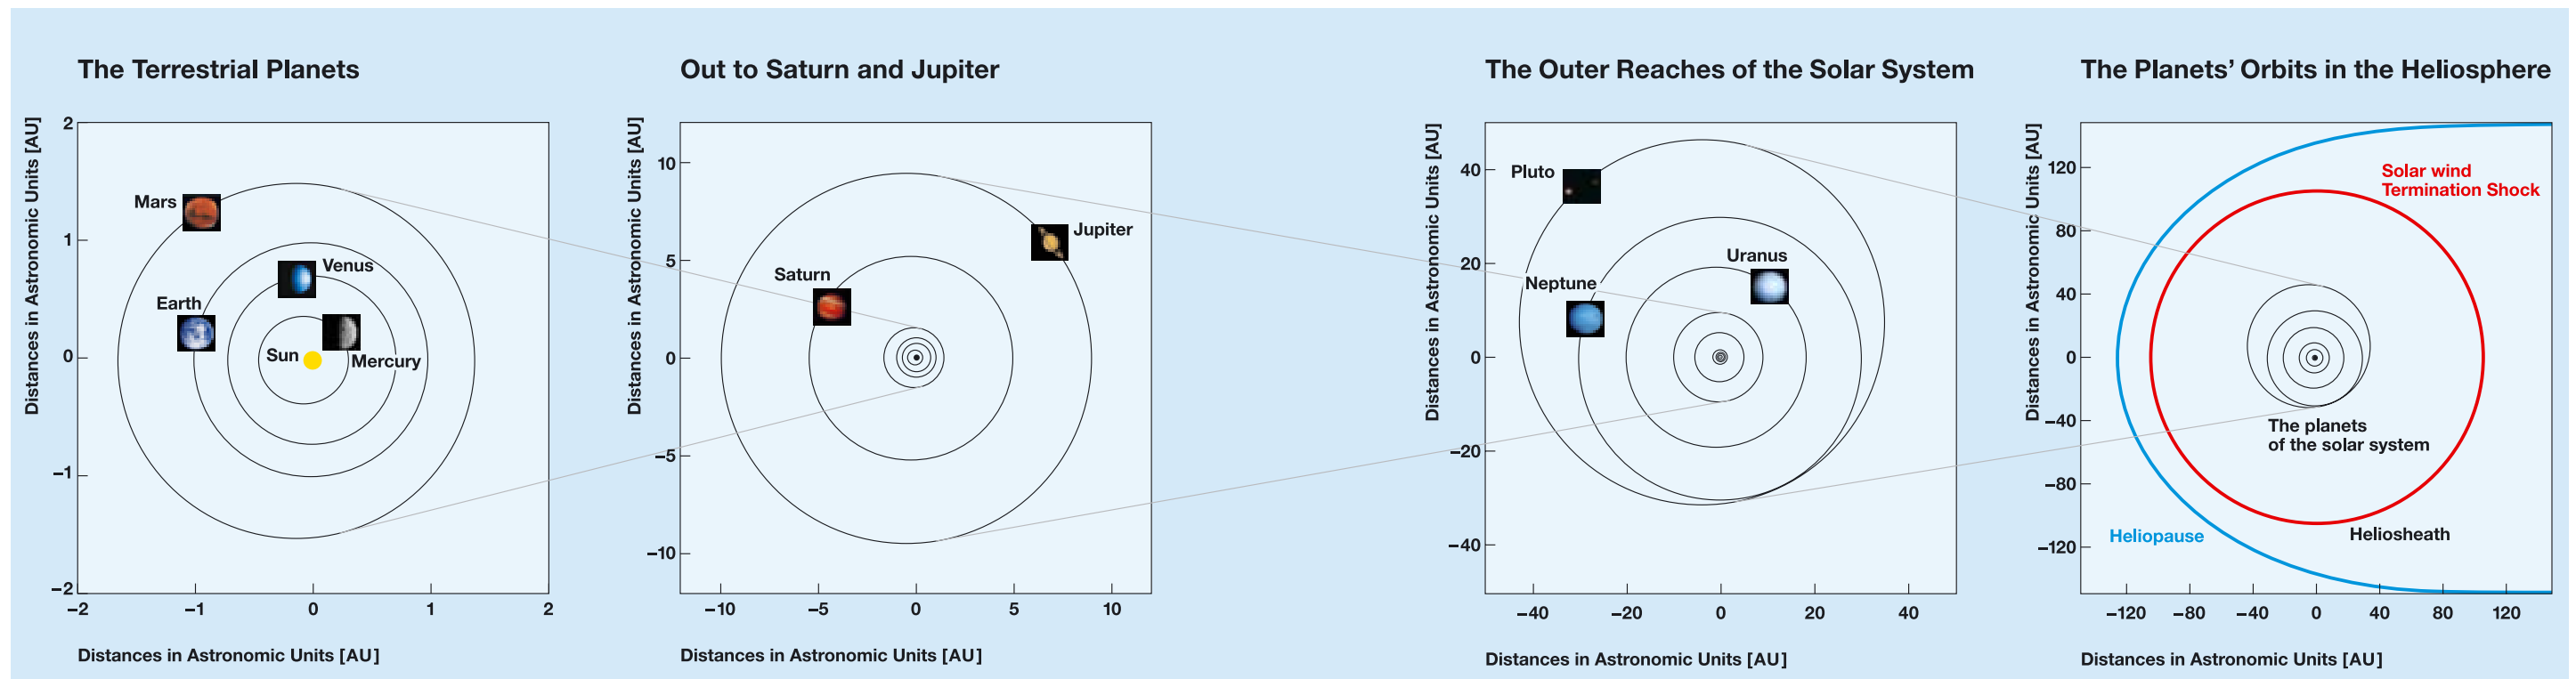 The Terrestrial Planets
Distances in Astronomic Units [AU]
2
1
0
−1
−2
Mars
Venus
Earth
Sun
Mercury
−2
−1
0
1
2
Distances in Astronomic Units [AU]
Out to Saturn and Jupiter
Distances in Astronomic Units [AU]
10
5
0
−5
−10
Jupiter
Saturn
−10
−5
0
5
10
Distances in Astronomic Units [AU]
The Outer Reaches of the Solar System
Distances in Astronomic Units [AU]
40
20
0
−20
−40
Pluto
Uranus
Neptune
−40
−20
0
20
40
Distances in Astronomic Units [AU]
The Planets’ Orbits in the Heliosphere
Distances in Astronomic Units [AU]
120
80
40
0
−40
−80
−120
Solar wind
Termination Shock
The planets
of the solar system
Heliopause
Heliosheath
−120
−80
−40
0
40
80
120
Distances in Astronomic Units [AU]